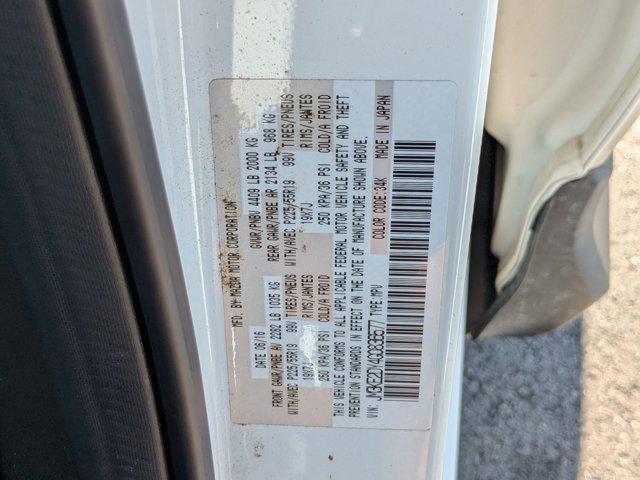 MFD. BY MAZDA MOTOR CORPORATION
DATE: 06/16 GVWR/PNBV 4409 LB 2000 KG
FRONT GAWR/PNBE AV 2282 LB 1035 KG REAR GAWR/PNBE AR 2134 LB 968 KG
WITH/AVEC P225/55R19 99V TIRES/PNEUS WITH/AVEC P225/55R19 99V TIRES/PNEUS
19X7J RIMS/JANTES 19X7J RIMS/JANTES
250 KPA/36 PSI COLD/A FROID 250 KPA/36 PSI COLD/A FROID
THIS VEHICLE CONFORMS TO ALL APPLICABLE FEDERAL MOTOR VEHICLE SAFETY AND THEFT
PREVENTION STANDARDS IN EFFECT ON THE DATE OF MANUFACTURE SHOWN ABOVE.
VIN: TYPE: MPV COLOR CODE: 34K MADE IN JAPAN